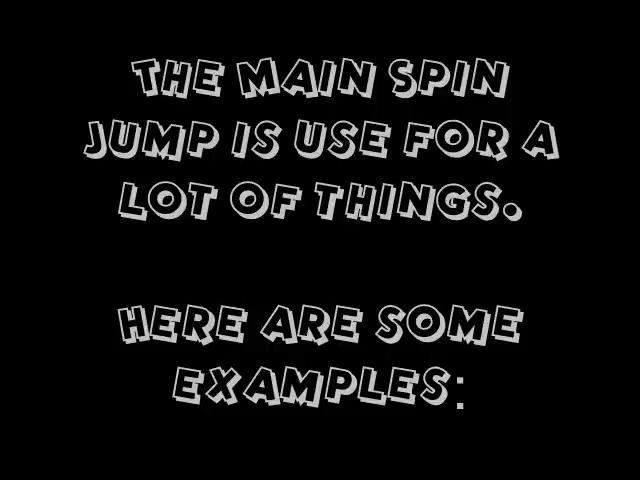 THE MAIN SPIN
JUMP IS USE FOR A
LOT OF THINGS.
HERE ARE SOME
EXAMPLES: